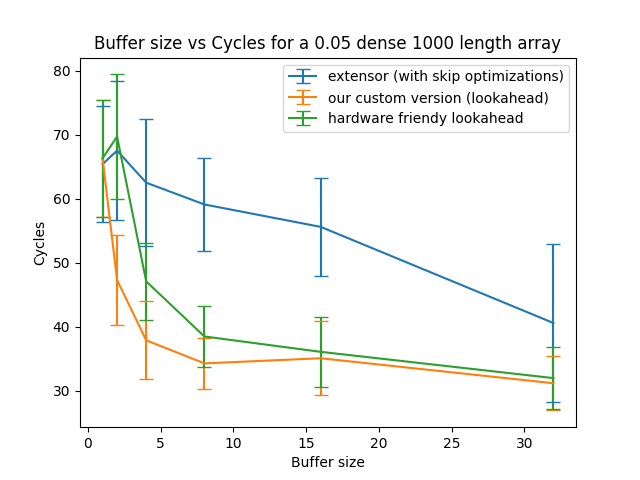 Buffer size vs Cycles for a 0.05 dense 1000 length array
extensor (with skip optimizations)
our custom version (lookahead)
hardware friendy lookahead
Cycles
80
70
60
50
40
30
0 5 10 15 20 25 30
Buffer size